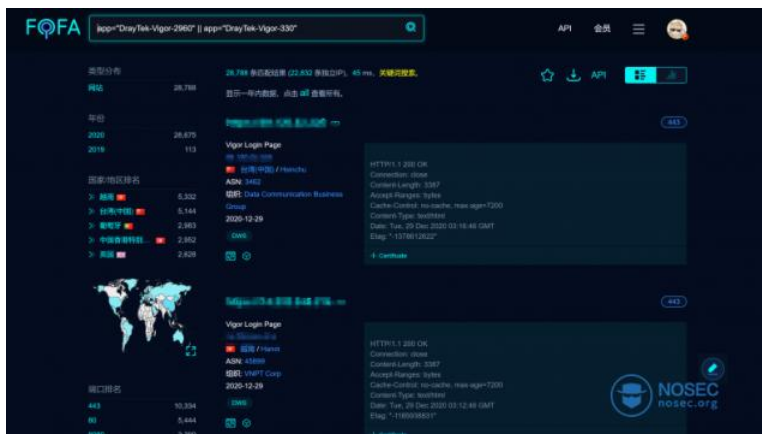 FOFA
app="DrayTek-Vigor-2960" || app="DrayTek-Vigor-330"
API
会员
类型分布
网站 28,788
年份
2020 28,675
2019 113
国家/地区排名
越南 5,332
台湾(中国) 5,144
葡萄牙 2,963
中国香港特别... 2,952
英国 2,828
端口排名
443 10,334
80 5,444
28,788 条匹配结果 (22,832 条独立IP), 45 ms, 关键词搜索。
显示一年内数据, 点击 all 查看所有。
API
443
Vigor Login Page
台湾(中国) / Hsinchu
ASN: 3462
组织: Data Communication Business
Group
2020-12-29
DWS
HTTP/1.1 200 OK
Connection: close
Content-Length: 3387
Accept-Ranges: bytes
Cache-Control: no-cache, max-age=7200
Content-Type: text/html
Date: Tue, 29 Dec 2020 03:16:46 GMT
Etag: "-1378612622"
+ Certificate
443
Vigor Login Page
越南 / Hanoi
ASN: 45899
组织: VNPT Corp
2020-12-29
DWS
HTTP/1.1 200 OK
Connection: close
Content-Length: 3387
Accept-Ranges: bytes
Cache-Control: no-cache, max-age=7200
Content-Type: text/html
Date: Tue, 29 Dec 2020 03:12:46 GMT
NOSEC
nosec.org